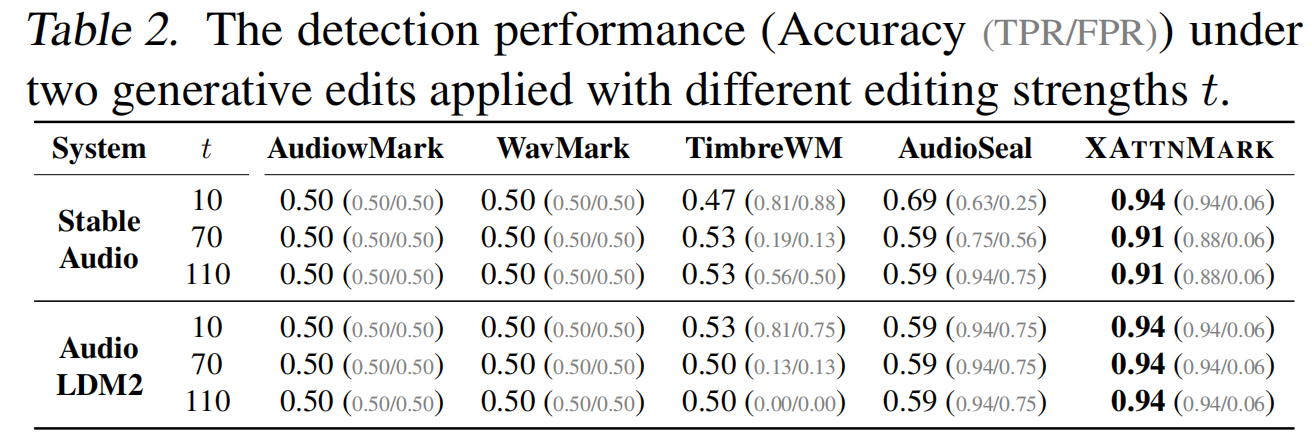 Table 2. The detection performance (Accuracy (TPR/FPR)) under
two generative edits applied with different editing strengths t.
System t AudiowMark WavMark TimbreWM AudioSeal XATTNMARK
Stable Audio
10 0.50 (0.50/0.50) 0.50 (0.50/0.50) 0.47 (0.81/0.88) 0.69 (0.63/0.25) 0.94 (0.94/0.06)
70 0.50 (0.50/0.50) 0.50 (0.50/0.50) 0.53 (0.19/0.13) 0.59 (0.75/0.56) 0.91 (0.88/0.06)
110 0.50 (0.50/0.50) 0.50 (0.50/0.50) 0.53 (0.56/0.50) 0.59 (0.94/0.75) 0.91 (0.88/0.06)
Audio LDM2
10 0.50 (0.50/0.50) 0.50 (0.50/0.50) 0.53 (0.81/0.75) 0.59 (0.94/0.75) 0.94 (0.94/0.06)
70 0.50 (0.50/0.50) 0.50 (0.50/0.50) 0.50 (0.13/0.13) 0.59 (0.94/0.75) 0.94 (0.94/0.06)
110 0.50 (0.50/0.50) 0.50 (0.50/0.50) 0.50 (0.00/0.00) 0.59 (0.94/0.75) 0.94 (0.94/0.06)